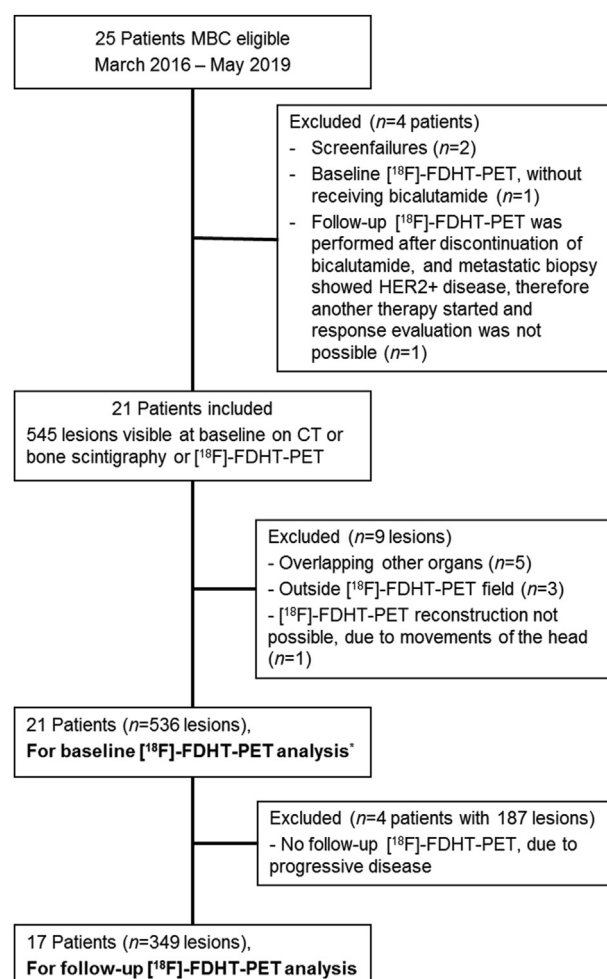 25 Patients MBC eligible
March 2016 – May 2019
Excluded (n=4 patients)
- Screenfailures (n=2)
- Baseline [¹⁸F]-FDHT-PET, without
receiving bicalutamide (n=1)
- Follow-up [¹⁸F]-FDHT-PET was
performed after discontinuation of
bicalutamide, and metastatic biopsy
showed HER2+ disease, therefore
another therapy started and
response evaluation was not
possible (n=1)
21 Patients included
545 lesions visible at baseline on CT or
bone scintigraphy or [¹⁸F]-FDHT-PET
Excluded (n=9 lesions)
- Overlapping other organs (n=5)
- Outside [¹⁸F]-FDHT-PET field (n=3)
- [¹⁸F]-FDHT-PET reconstruction not
possible, due to movements of the head
(n=1)
21 Patients (n=536 lesions),
For baseline [¹⁸F]-FDHT-PET analysis*
Excluded (n=4 patients with 187 lesions)
- No follow-up [¹⁸F]-FDHT-PET, due to
progressive disease
17 Patients (n=349 lesions),
For follow-up [¹⁸F]-FDHT-PET analysis